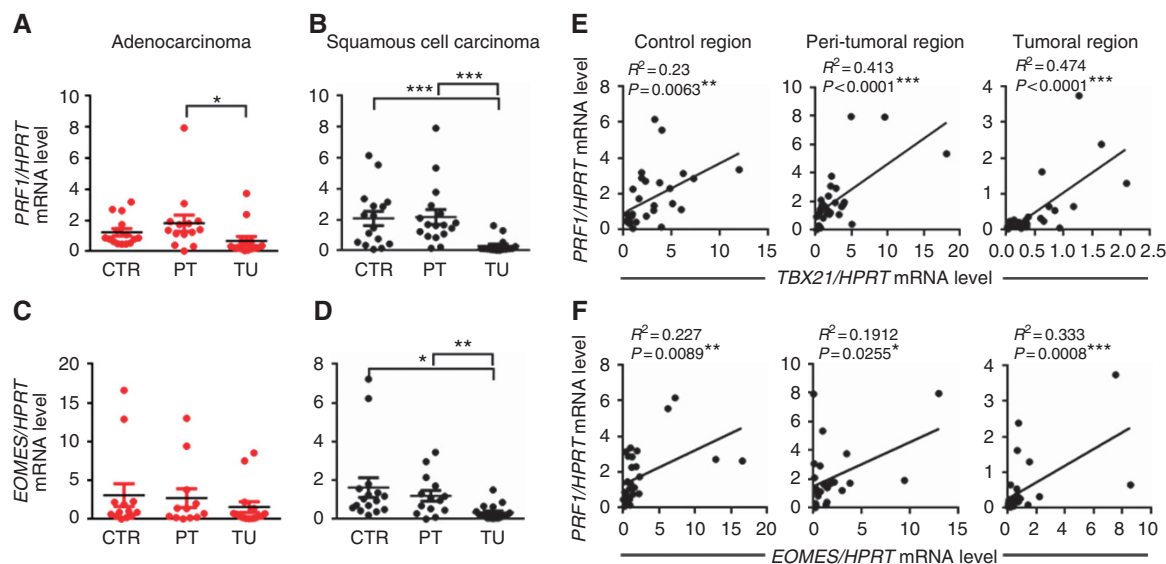 A
Adenocarcinoma
PRF1/HPRT
mRNA level
10
8
6
4
2
0
*
CTR PT TU
B
Squamous cell carcinoma
10
8
6
4
2
0
***
***
CTR PT TU
C
EOMES/HPRT
mRNA level
20
15
10
5
0
CTR PT TU
D
8
6
4
2
0
*
**
CTR PT TU
E
Control region
R²=0.23
P=0.0063**
PRF1/HPRT mRNA level
10
8
6
4
2
0
0 5 10 15
Peri-tumoral region
R²=0.413
P<0.0001***
10
8
6
4
2
0
0 5 10 15 20
Tumoral region
R²=0.474
P<0.0001***
4
3
2
1
0
0.0 0.5 1.0 1.5 2.0 2.5
TBX21/HPRT mRNA level
F
R²=0.227
P=0.0089**
PRF1/HPRT mRNA level
8
6
4
2
0
0 5 10 15 20
R²=0.1912
P=0.0255*
10
8
6
4
2
0
0 5 10 15
R²=0.333
P=0.0008***
4
3
2
1
0
0 2 4 6 8 10
EOMES/HPRT mRNA level